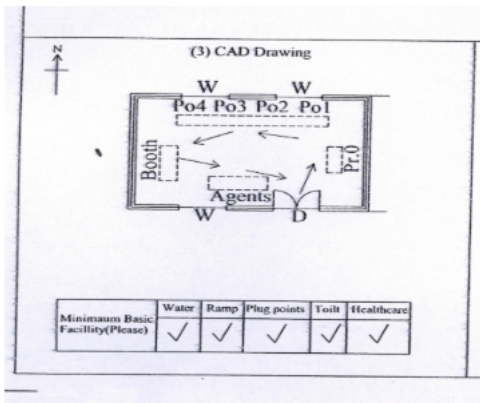 N
(3) CAD Drawing
W W
Po4 Po3 Po2 Po1
Booth
Pr.0
Agents
W D
Minimaum Basic
Facillity(Please)
Water Ramp Plug points Toilt Healthcare
✓ ✓ ✓ ✓ ✓